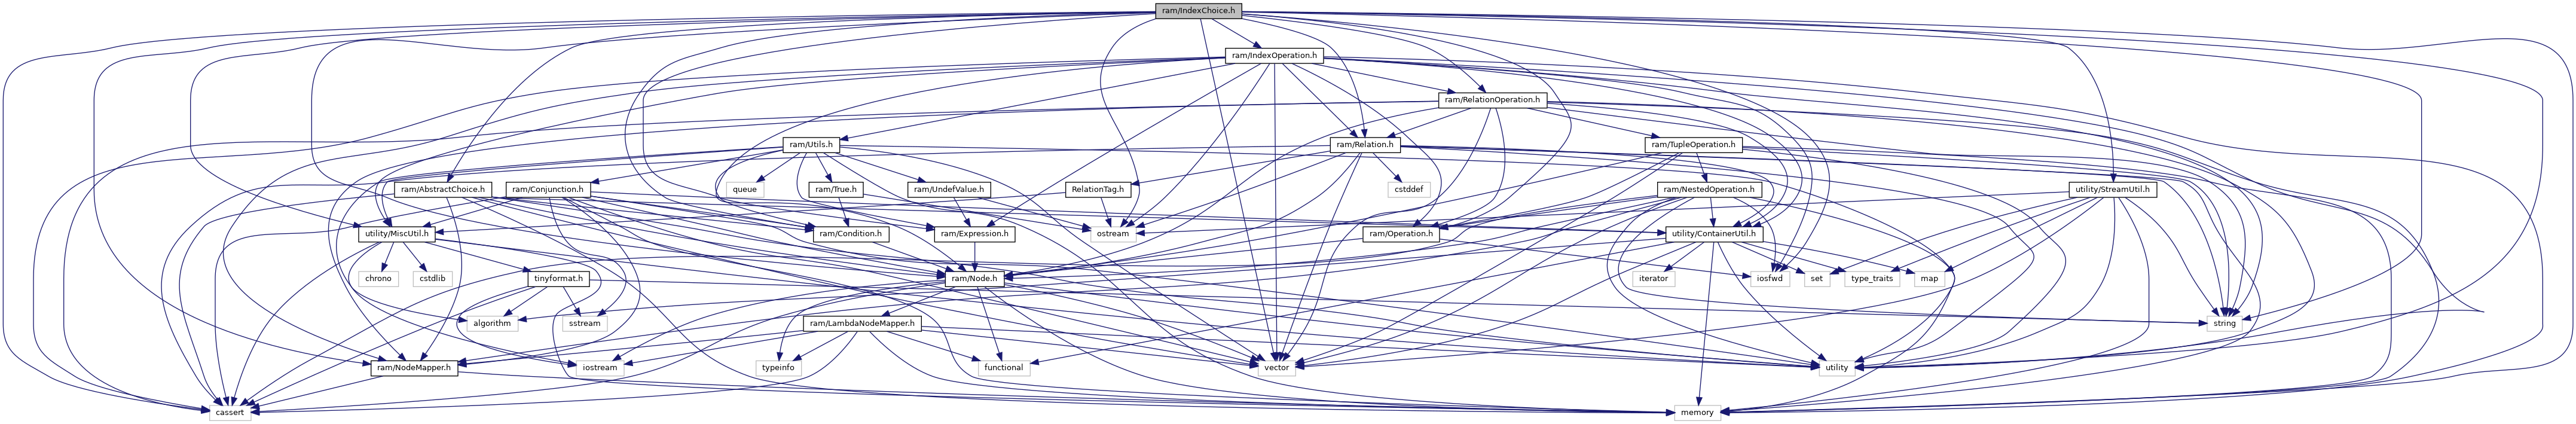 ram/IndexChoice.h
ram/IndexOperation.h
ram/RelationOperation.h
ram/Utils.h
ram/Relation.h
ram/TupleOperation.h
ram/AbstractChoice.h
ram/Conjunction.h
queue
ram/True.h
ram/UndefValue.h
RelationTag.h
cstddef
ram/NestedOperation.h
utility/StreamUtil.h
utility/MiscUtil.h
ram/Condition.h
ram/Expression.h
ostream
ram/Operation.h
utility/ContainerUtil.h
chrono
cstdlib
tinyformat.h
ram/Node.h
iterator
iosfwd
set
type_traits
map
algorithm
sstream
ram/LambdaNodeMapper.h
string
ram/NodeMapper.h
iostream
typeinfo
functional
vector
utility
cassert
memory